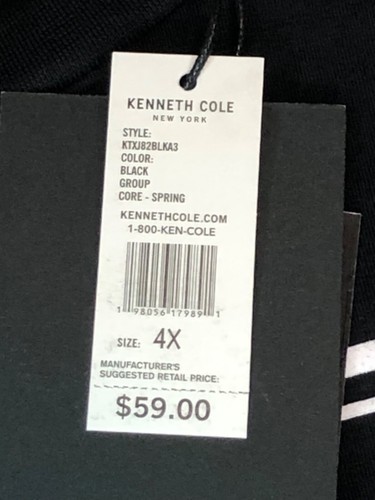 KENNETH COLE
NEW YORK
STYLE:
KTXJ82BLKA3
COLOR:
BLACK
GROUP
CORE - SPRING
KENNETHCOLE.COM
1-800-KEN-COLE
1 98056 17989 1
SIZE: 4X
MANUFACTURER'S
SUGGESTED RETAIL PRICE:
$59.00